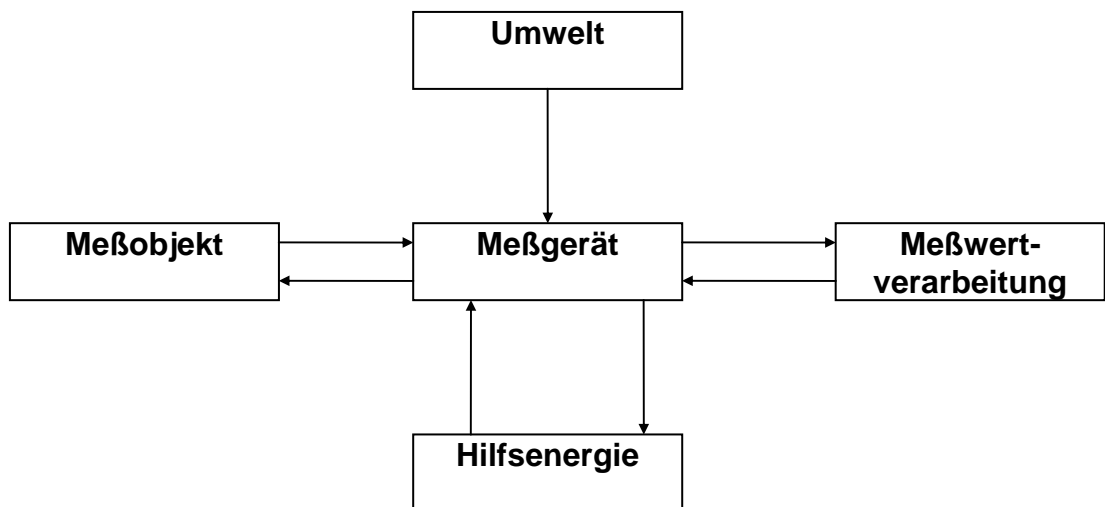 Umwelt
Meßobjekt
Meßgerät
Meßwert-
verarbeitung
Hilfsenergie